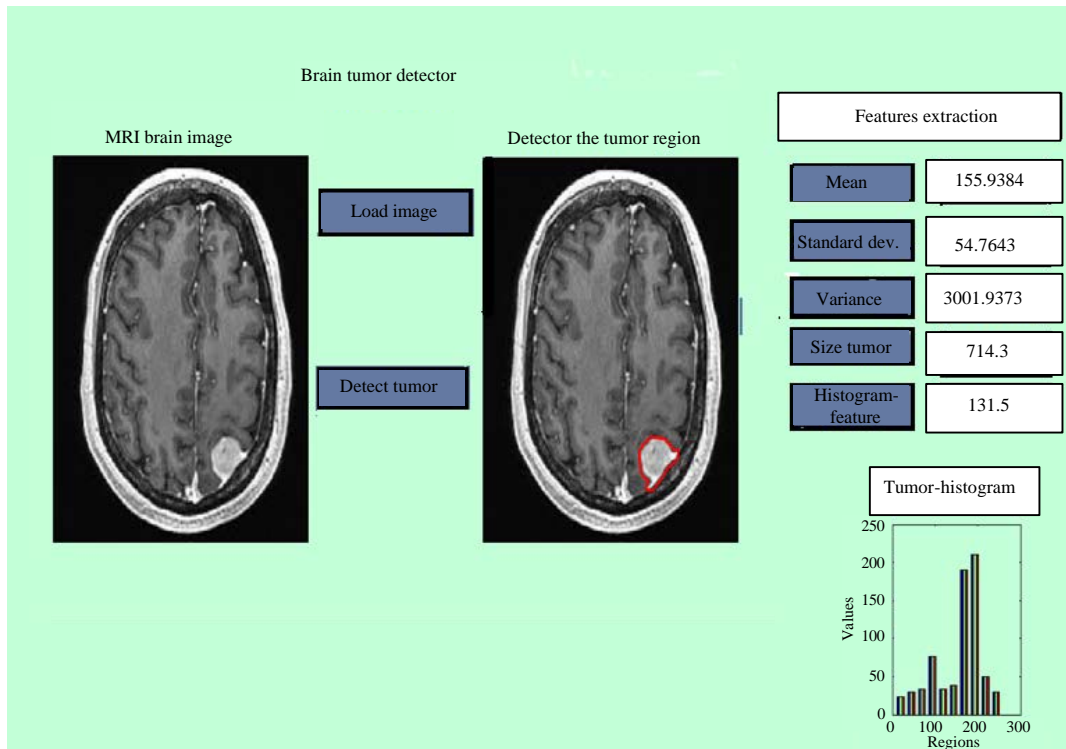 Brain tumor detector
MRI brain image
Detector the tumor region
Load image
Detect tumor
Features extraction
Mean
155.9384
Standard dev.
54.7643
Variance
3001.9373
Size tumor
714.3
Histogram-
feature
131.5
Tumor-histogram
250
200
150
100
50
0
Values
0 100 200 300
Regions